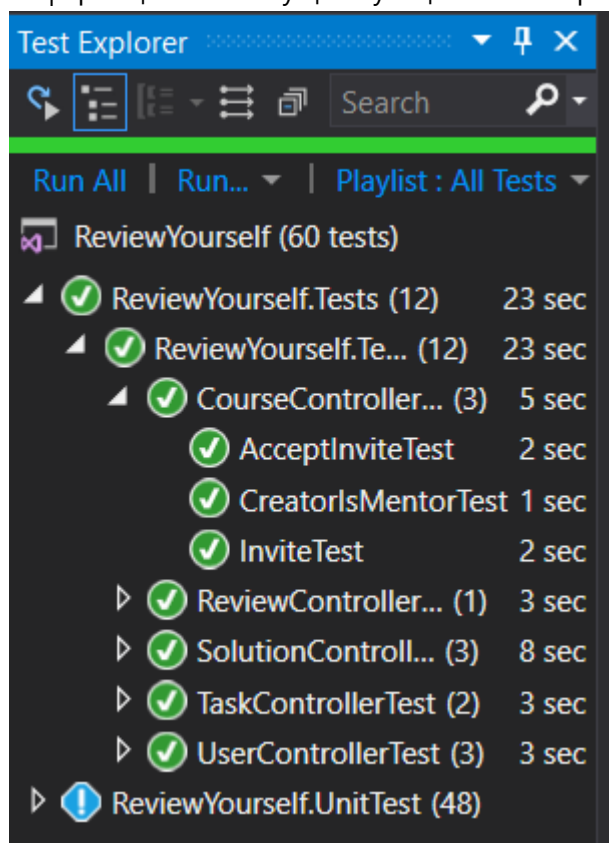 Test Explorer
Search
Run All | Run... | Playlist : All Tests
ReviewYourself (60 tests)
ReviewYourself.Tests (12) 23 sec
ReviewYourself.Te... (12) 23 sec
CourseController... (3) 5 sec
AcceptInviteTest 2 sec
CreatorIsMentorTest 1 sec
InviteTest 2 sec
ReviewController... (1) 3 sec
SolutionControll... (3) 8 sec
TaskControllerTest (2) 3 sec
UserControllerTest (3) 3 sec
ReviewYourself.UnitTest (48)